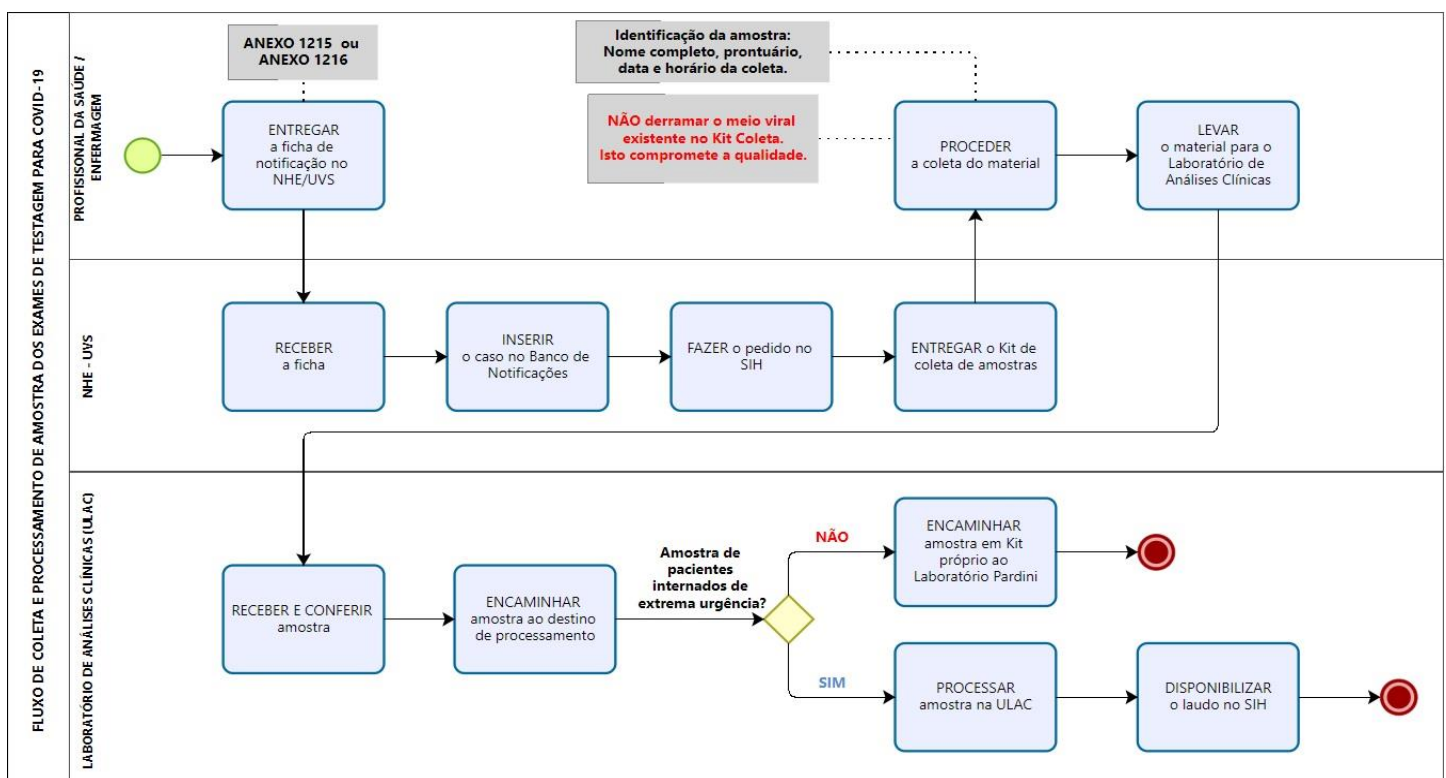 FLUXO DE COLETA E PROCESSAMENTO DE AMOSTRA DOS EXAMES DE TESTAGEM PARA COVID-19
PROFISISONAL DA SAÚDE /
ENFERMAGEM
ANEXO 1215 ou
ANEXO 1216
ENTREGAR
a ficha de
notificação no
NHE/UVS
Identificação da amostra:
Nome completo, prontuário,
data e horário da coleta.
NÃO derramar o meio viral
existente no Kit Coleta.
Isto compromete a qualidade.
PROCEDER
a coleta do material
LEVAR
o material para o
Laboratório de
Análises Clínicas
NHE - UVS
RECEBER
a ficha
INSERIR
o caso no Banco de
Notificações
FAZER o pedido no
SIH
ENTREGAR o Kit de
coleta de amostras
LABORATÓRIO DE ANÁLISES CLÍNICAS (ULAC)
RECEBER E CONFERIR
amostra
ENCAMINHAR
amostra ao destino
de processamento
Amostra de
pacientes
internados de
extrema urgência?
NÃO
ENCAMINHAR
amostra em Kit
próprio ao
Laboratório Pardini
SIM
PROCESSAR
amostra na ULAC
DISPONIBILIZAR
o laudo no SIH